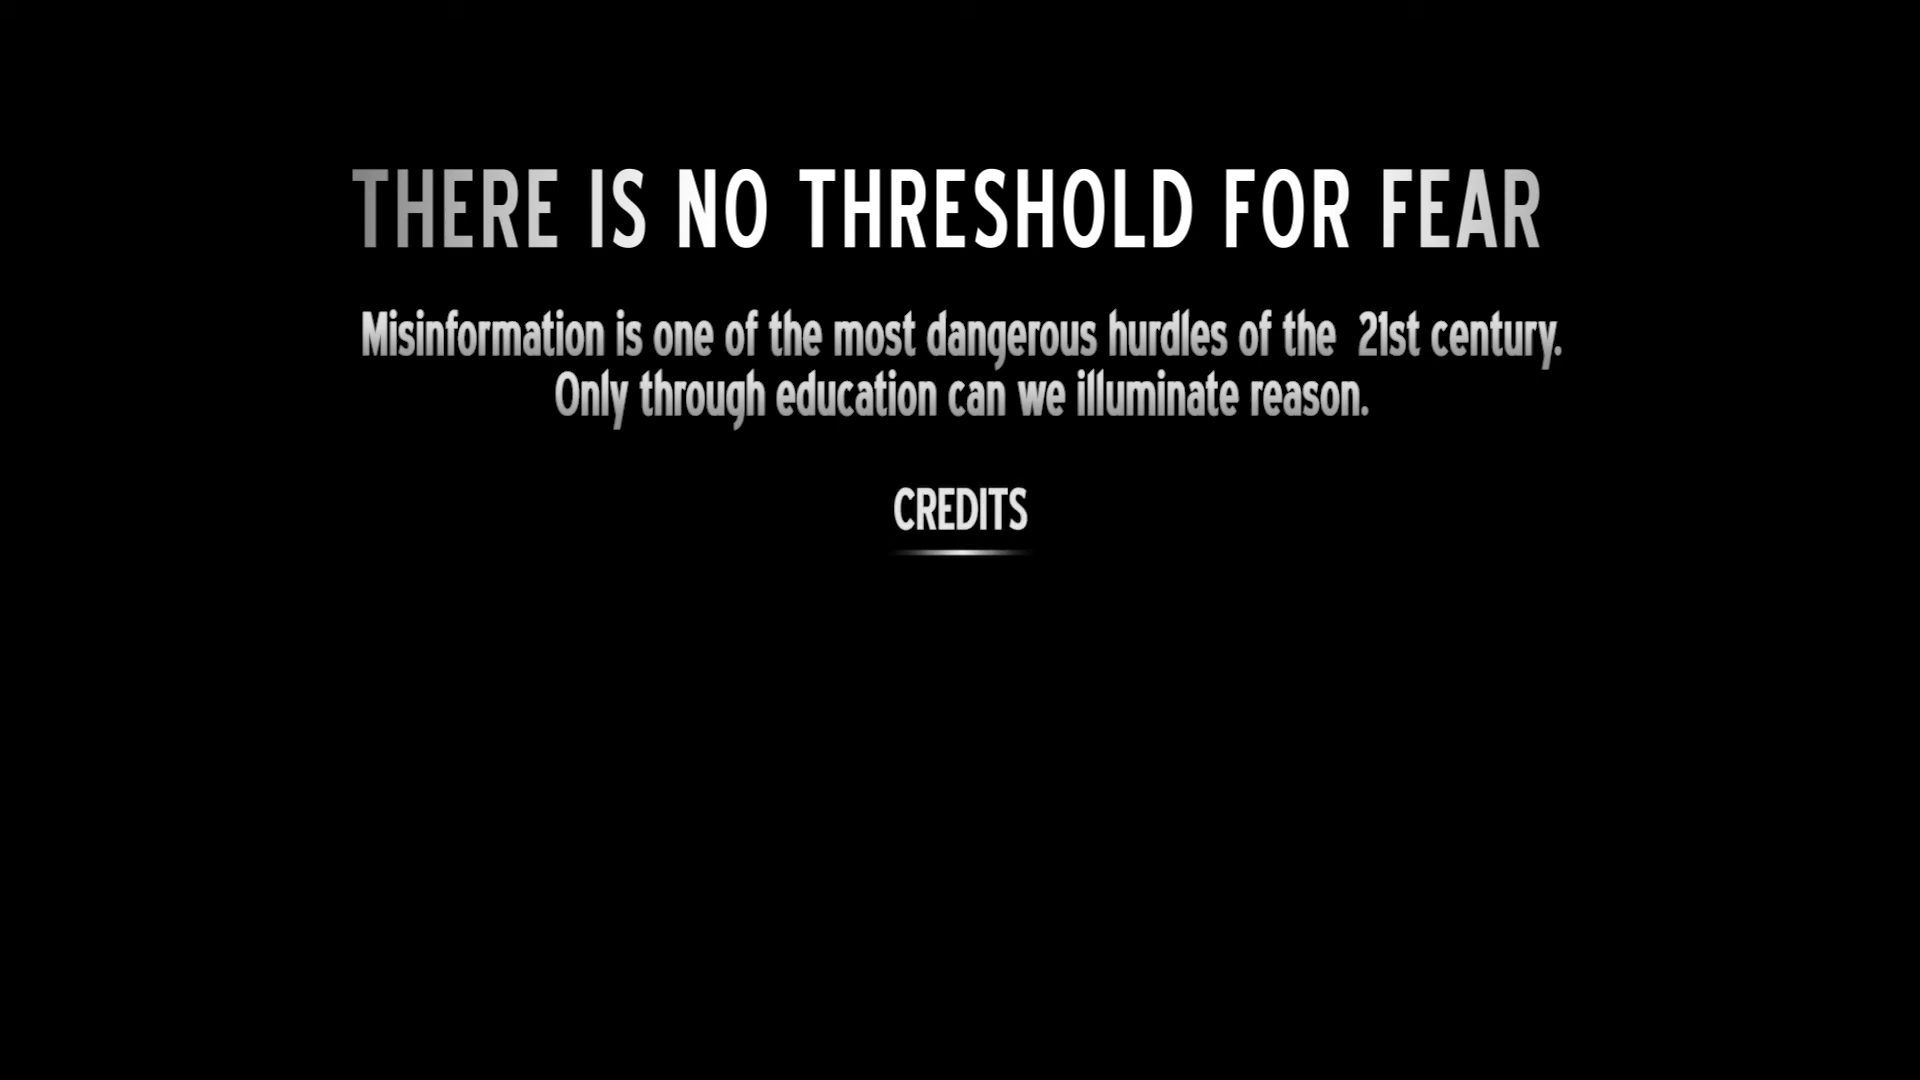 THERE IS NO THRESHOLD FOR FEAR
Misinformation is one of the most dangerous hurdles of the  21st century.
Only through education can we illuminate reason.
CREDITS